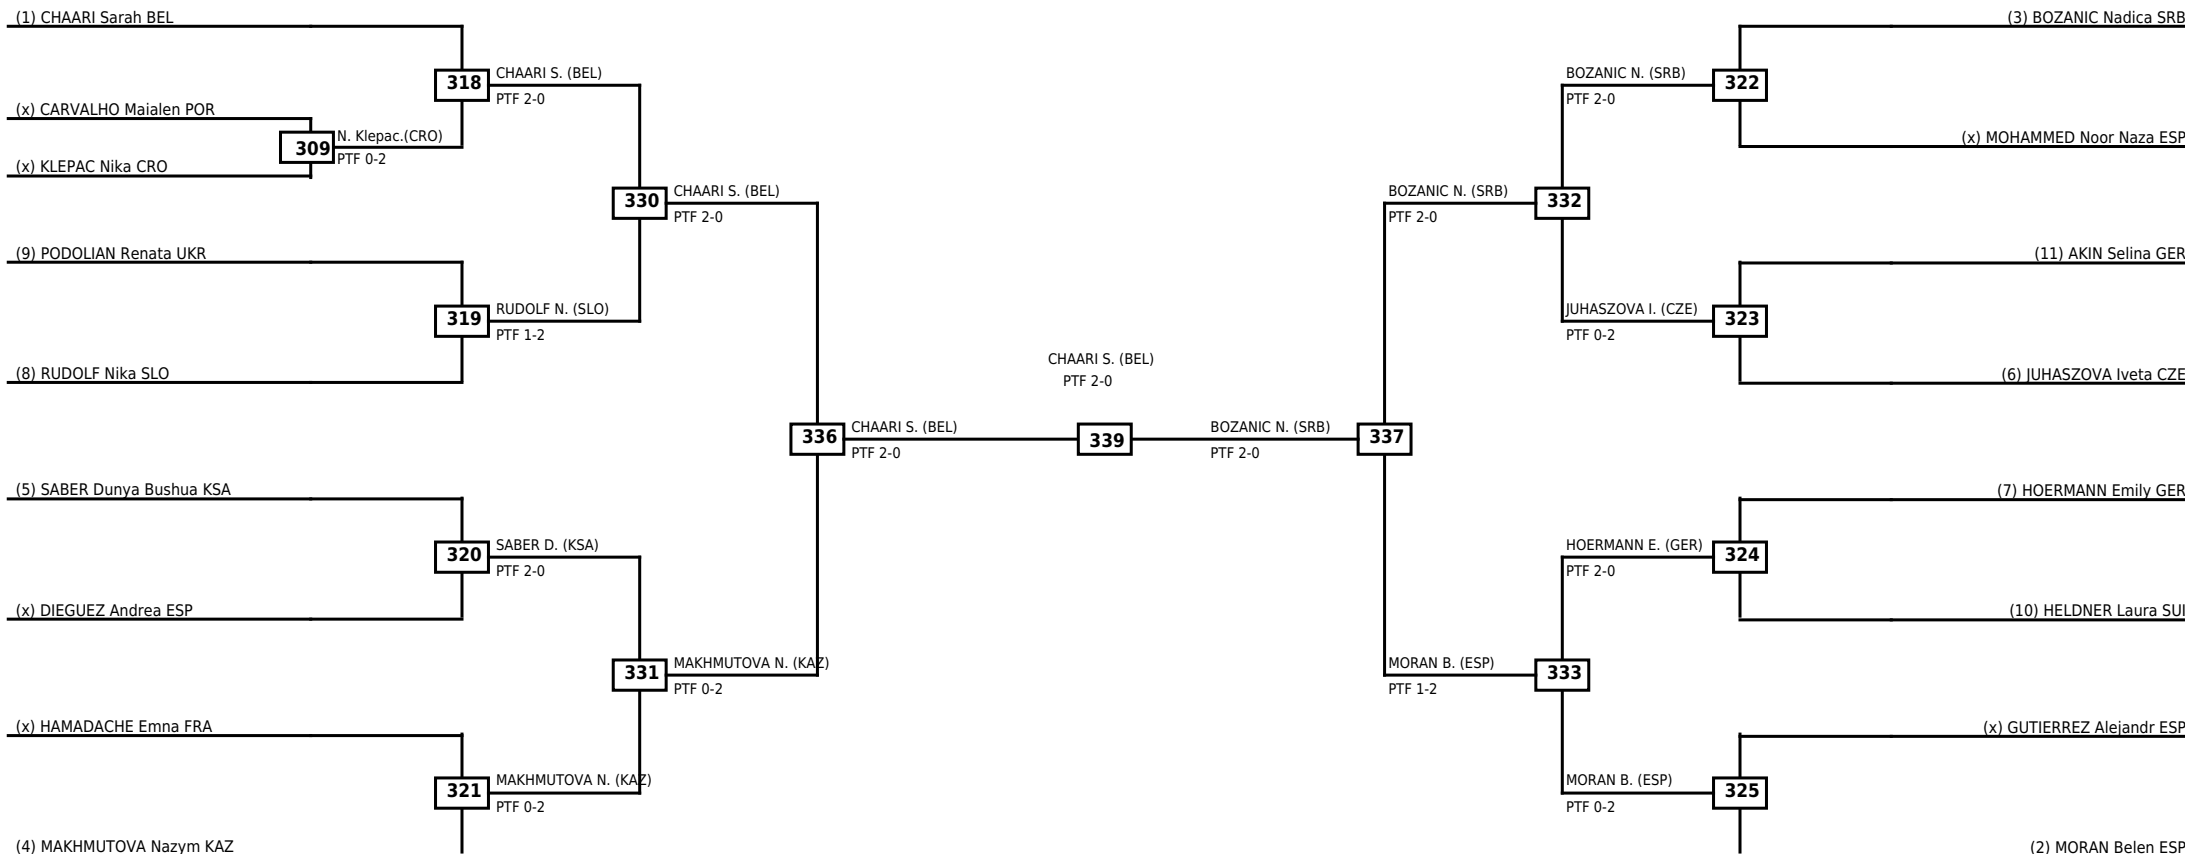 (1) CHAARI Sarah BEL
(3) BOZANIC Nadica SRB
318
CHAARI S. (BEL)
PTF 2-0
BOZANIC N. (SRB)
PTF 2-0
322
(x) CARVALHO Maialen POR
309
N. Klepac.(CRO)
PTF 0-2
(x) MOHAMMED Noor Naza ESP
(x) KLEPAC Nika CRO
330
CHAARI S. (BEL)
PTF 2-0
BOZANIC N. (SRB)
PTF 2-0
332
(9) PODOLIAN Renata UKR
(11) AKIN Selina GER
319
RUDOLF N. (SLO)
PTF 1-2
JUHASZOVA I. (CZE)
PTF 0-2
323
CHAARI S. (BEL)
PTF 2-0
(8) RUDOLF Nika SLO
(6) JUHASZOVA Iveta CZE
336
CHAARI S. (BEL)
PTF 2-0
339
BOZANIC N. (SRB)
PTF 2-0
337
(5) SABER Dunya Bushua KSA
(7) HOERMANN Emily GER
320
SABER D. (KSA)
PTF 2-0
HOERMANN E. (GER)
PTF 2-0
324
(x) DIEGUEZ Andrea ESP
(10) HELDNER Laura SUI
331
MAKHMUTOVA N. (KAZ)
PTF 0-2
MORAN B. (ESP)
PTF 1-2
333
(x) HAMADACHE Emna FRA
(x) GUTIERREZ Alejandr ESP
321
MAKHMUTOVA N. (KAZ)
PTF 0-2
MORAN B. (ESP)
PTF 0-2
325
(4) MAKHMUTOVA Nazym KAZ
(2) MORAN Belen ESP